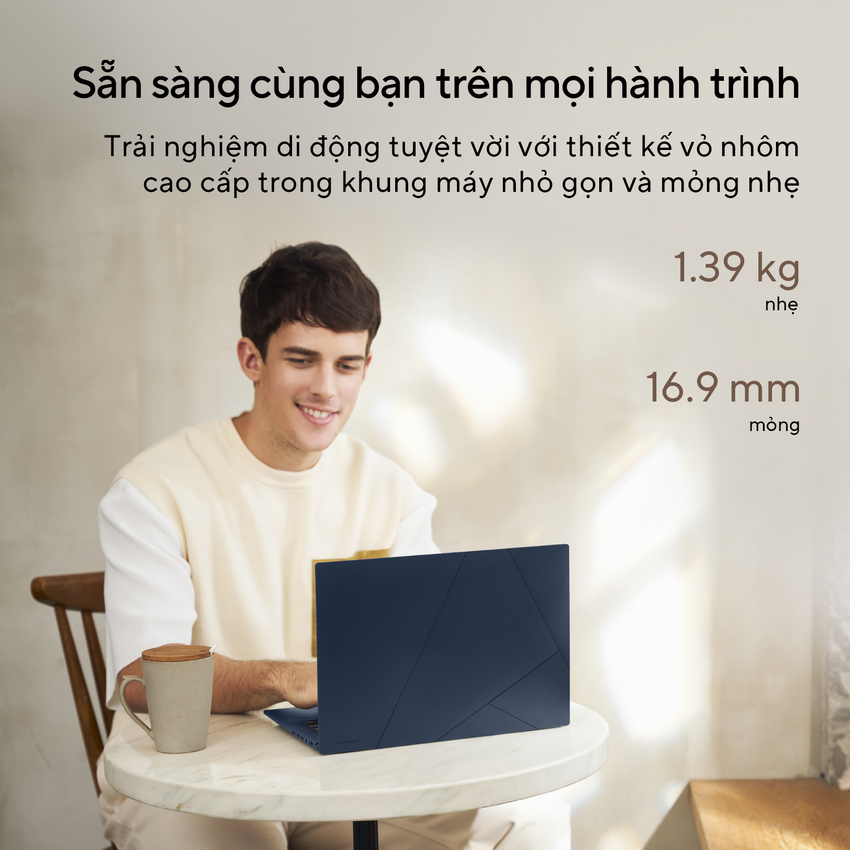 Sẵn sàng cùng bạn trên mọi hành trình
Trải nghiệm di động tuyệt vời với thiết kế vỏ nhôm
cao cấp trong khung máy nhỏ gọn và mỏng nhẹ
1.39 kg
nhẹ
16.9 mm
mỏng